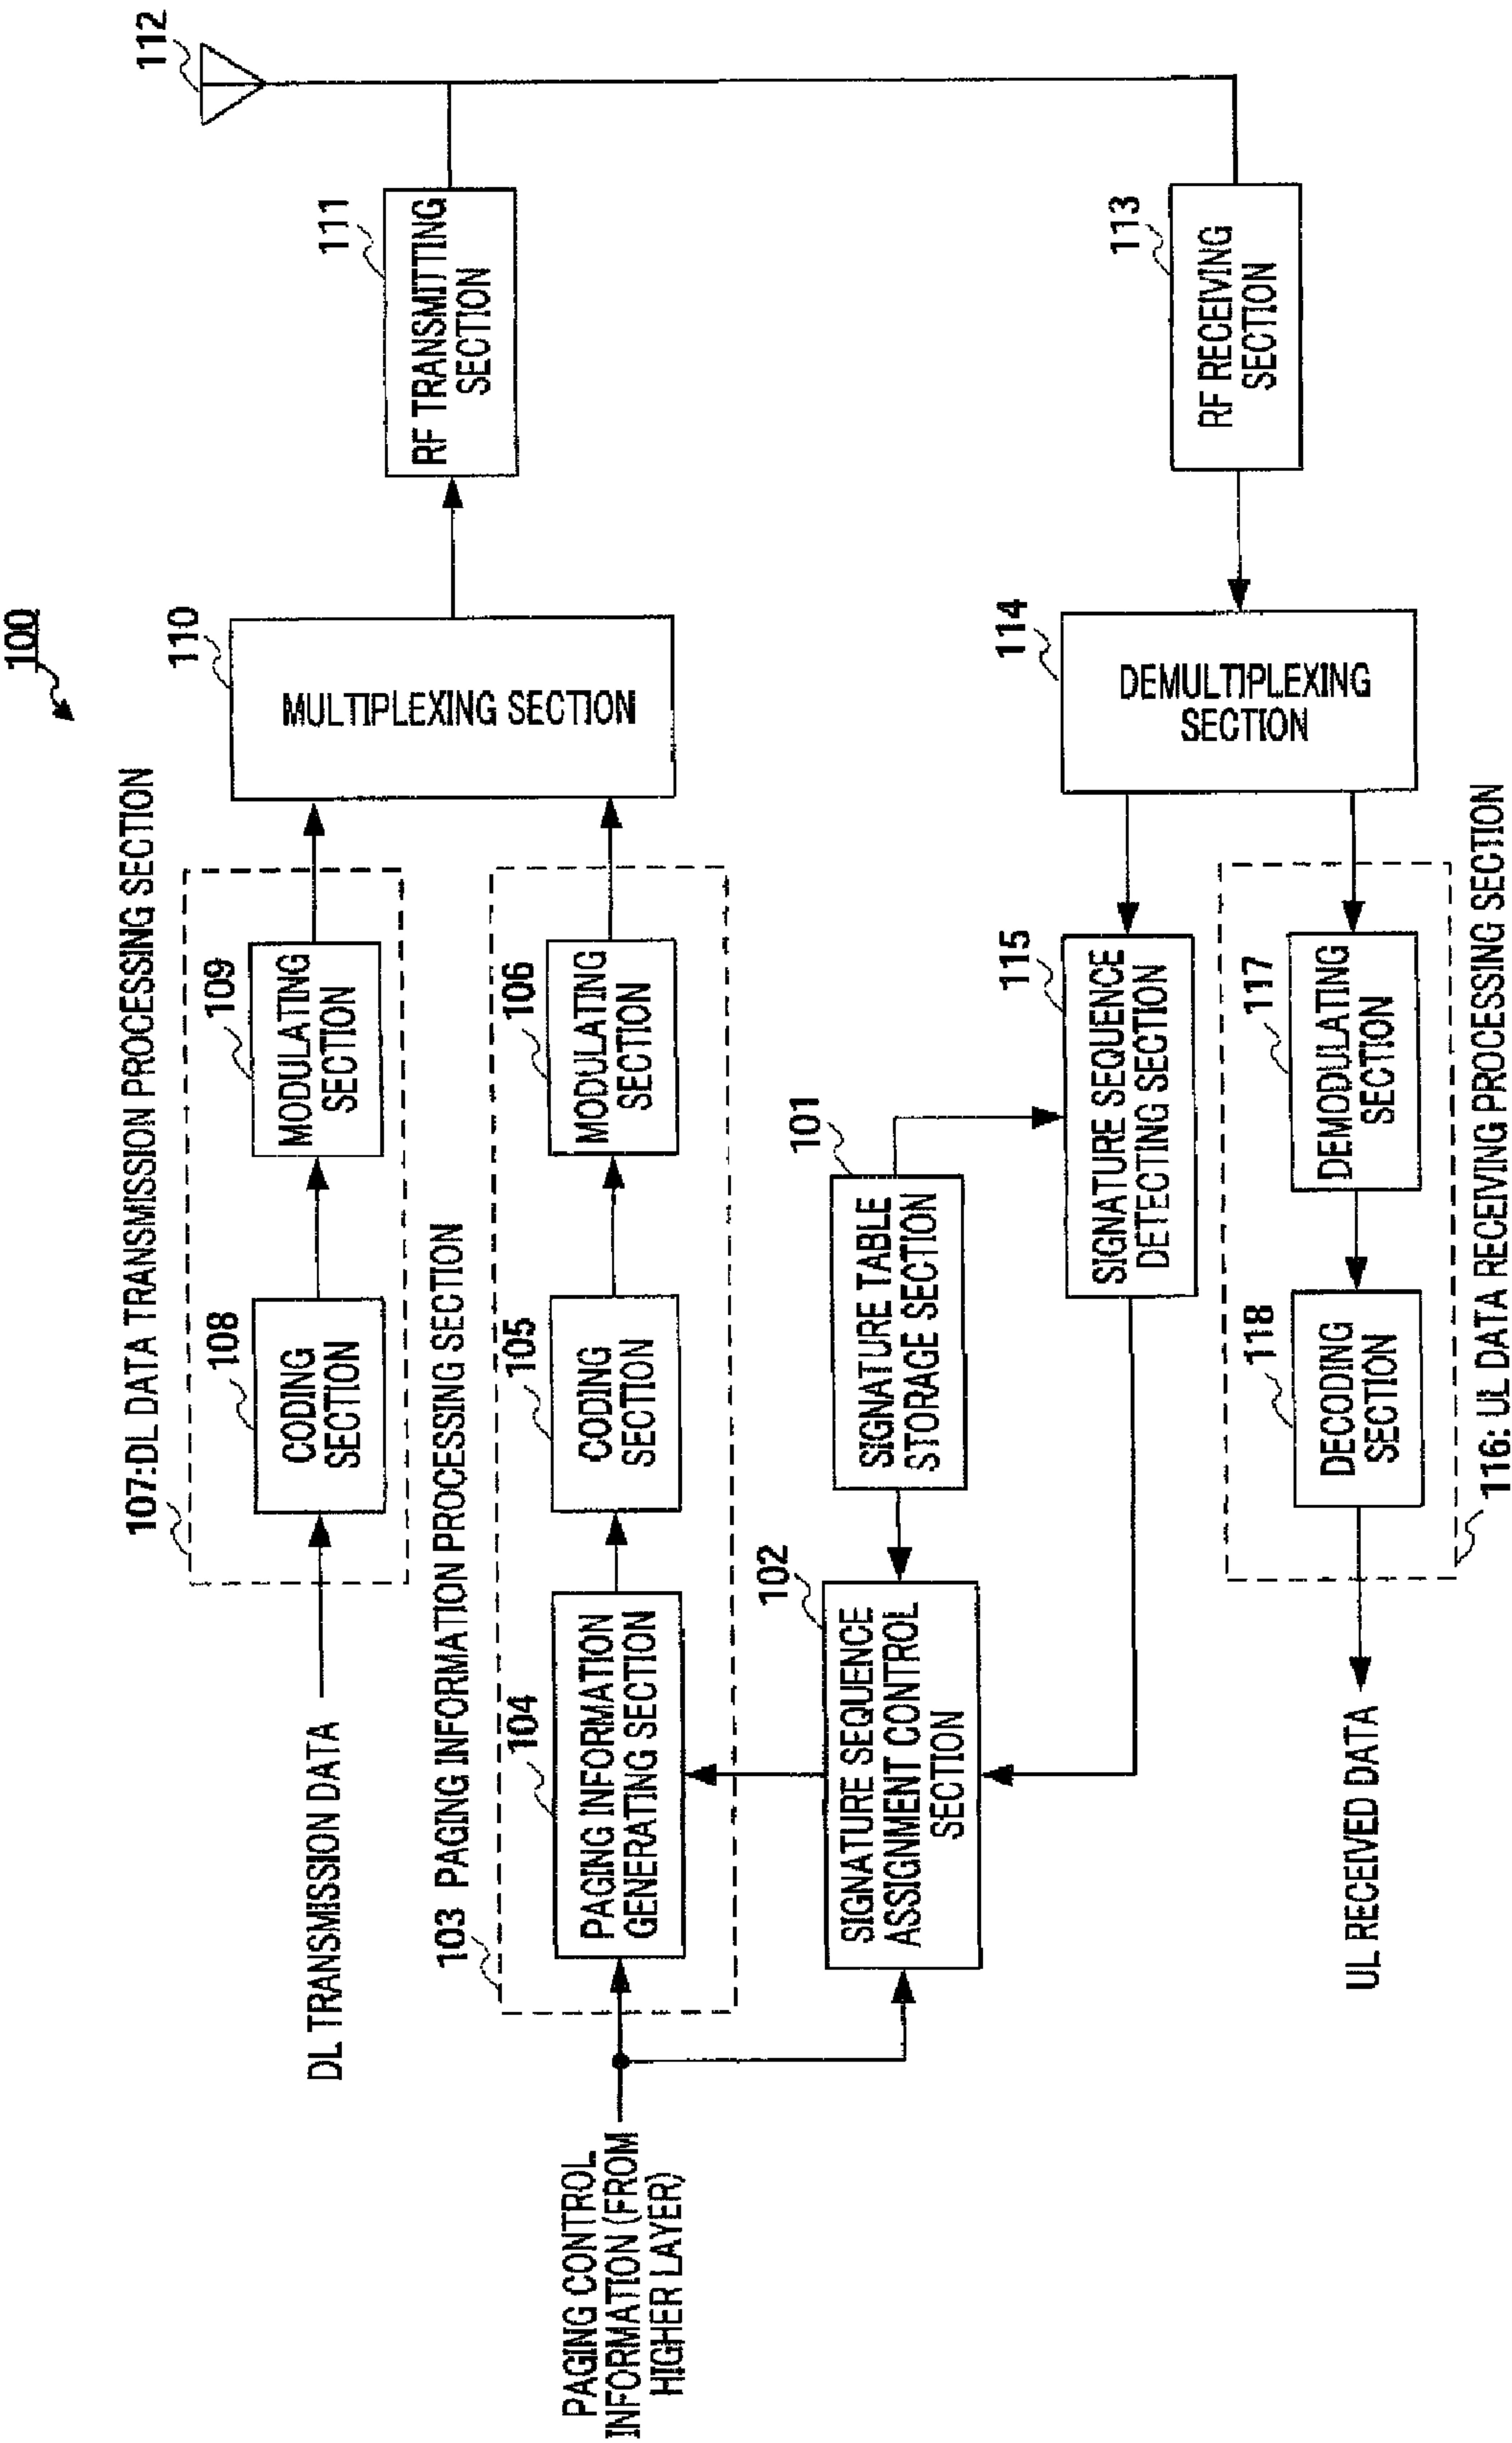 100
107:DL DATA TRANSMISSION PROCESSING SECTION
108
CODING
SECTION
109
MODULATING
SECTION
110
MULTIPLEXING SECTION
111
RF TRANSMITTING
SECTION
112
DL TRANSMISSION DATA
103 PAGING INFORMATION PROCESSING SECTION
104
PAGING INFORMATION
GENERATING SECTION
105
CODING
SECTION
106
MODULATING
SECTION
PAGING CONTROL
INFORMATION (FROM
HIGHER LAYER)
102
SIGNATURE SEQUENCE
ASSIGNMENT CONTROL
SECTION
101
SIGNATURE TABLE
STORAGE SECTION
115
SIGNATURE SEQUENCE
DETECTING SECTION
114
DEMULTIPLEXING
SECTION
113
RF RECEIVING
SECTION
118
DECODING
SECTION
117
DEMODULATING
SECTION
UL RECEIVED DATA
116: UL DATA RECEIVING PROCESSING SECTION